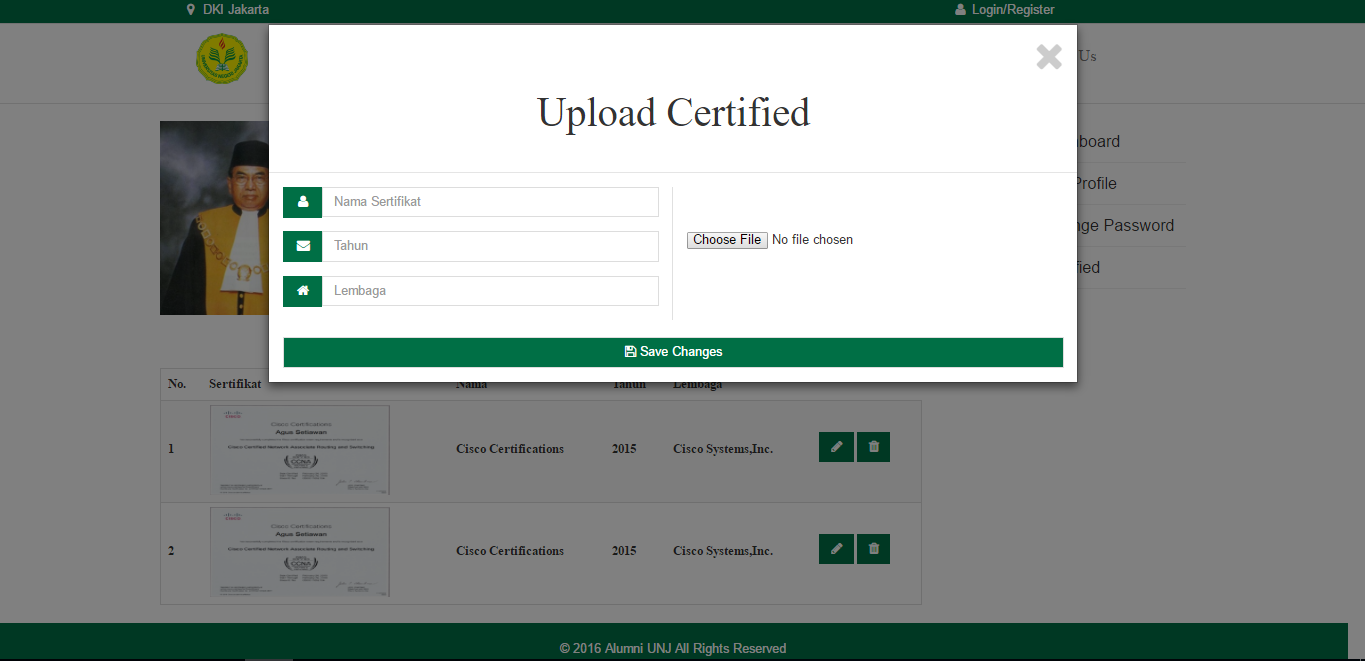 DKI Jakarta
Login/Register
Us
Upload Certified
board
Profile
nge Password
fied
Nama Sertifikat
Tahun
Lembaga
Choose File No file chosen
Save Changes
No. Sertifikat Nama Tahun Lembaga
Cisco Certifications
Agus Setiawan
Cisco Certified Network Associate Routing and Switching
CCNA
1 Cisco Certifications 2015 Cisco Systems,Inc.
Cisco Certifications
Agus Setiawan
Cisco Certified Network Associate Routing and Switching
CCNA
2 Cisco Certifications 2015 Cisco Systems,Inc.
© 2016 Alumni UNJ All Rights Reserved